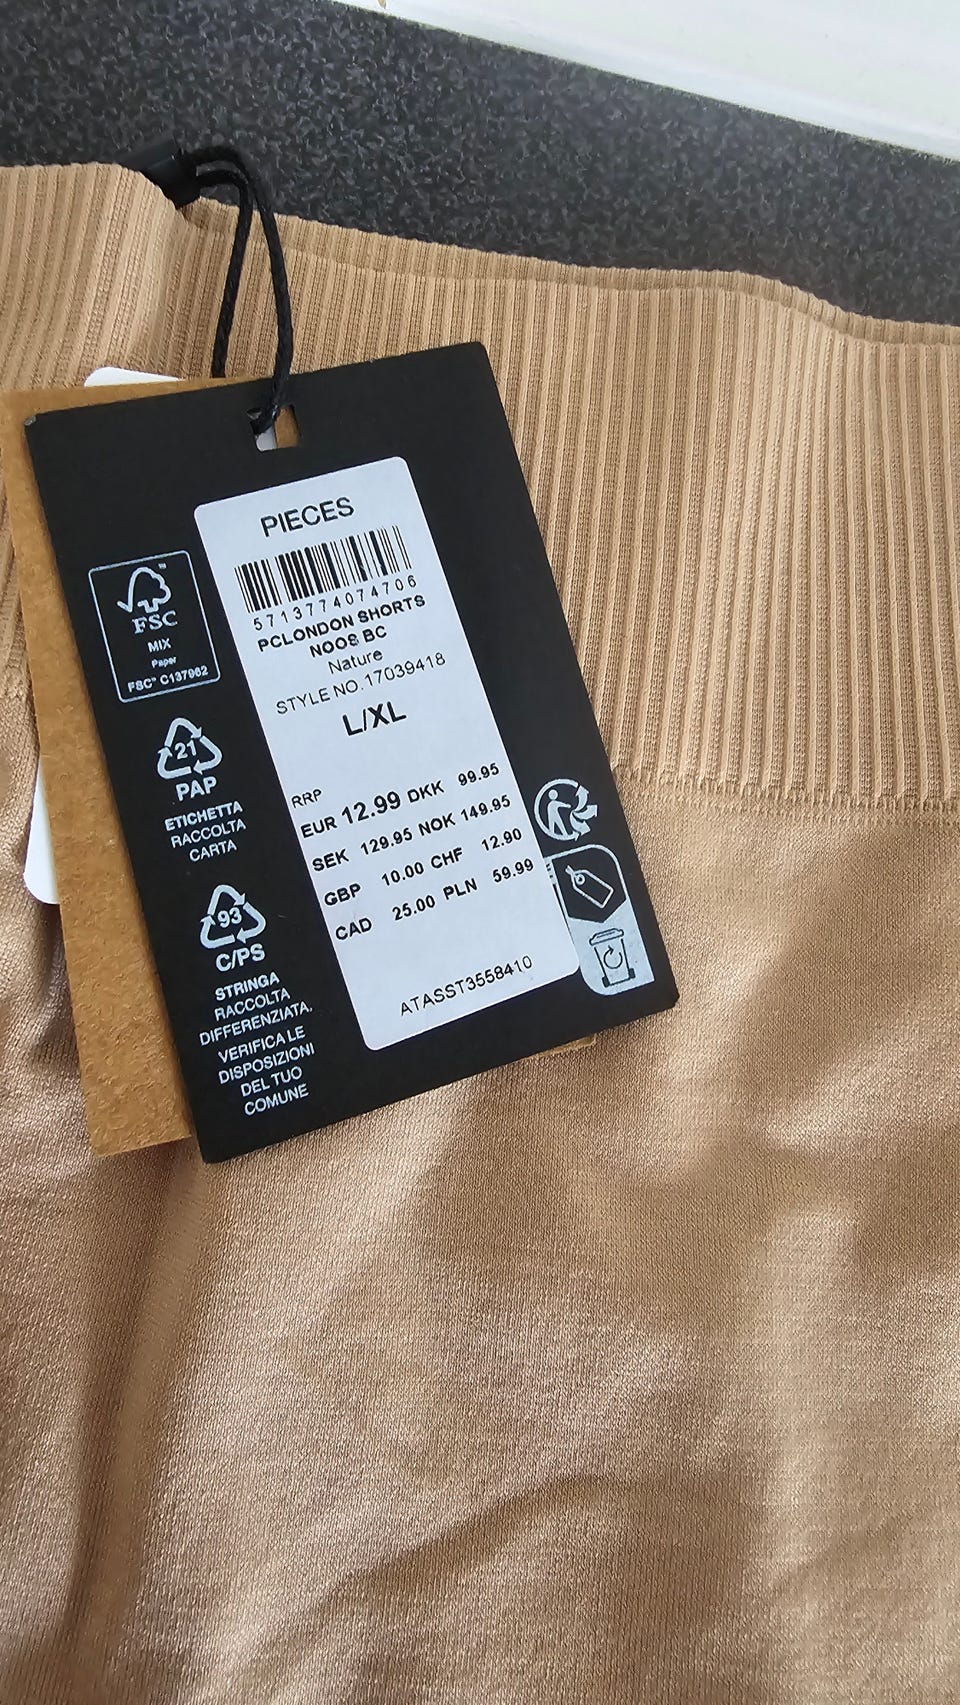 PIECES
5713774074706
PCLONDON SHORTS
NOOS BC
Nature
STYLE NO.17039418
L/XL
RRP
EUR 12.99 DKK 99.95
SEK 129.95 NOK 149.95
GBP 10.00 CHF 12.90
CAD 25.00 PLN 59.99
ATASST3558410
™
FSC
MIX
Paper
FSC™ C137962
21
PAP
ETICHETTA
RACCOLTA
CARTA
93
C/PS
STRINGA
RACCOLTA
DIFFERENZIATA.
VERIFICA LE
DISPOSIZIONI
DEL TUO
COMUNE